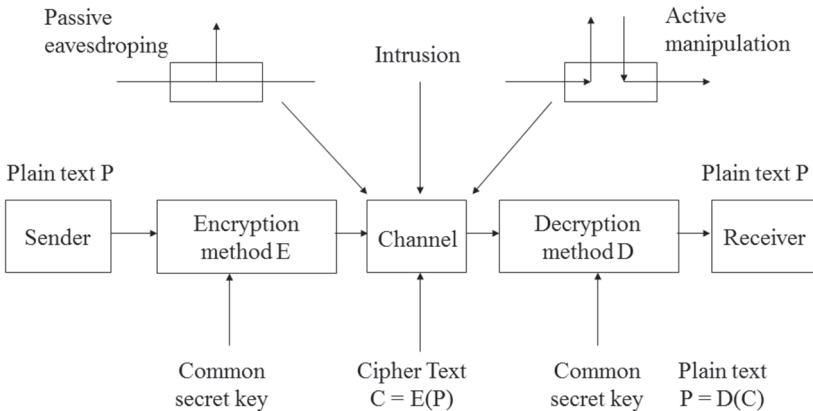 Passive
eavesdroping
Intrusion
Active
manipulation
Plain text P
Plain text P
Sender
Encryption
method E
Channel
Decryption
method D
Receiver
Common
secret key
Cipher Text
C = E(P)
Common
secret key
Plain text
P = D(C)